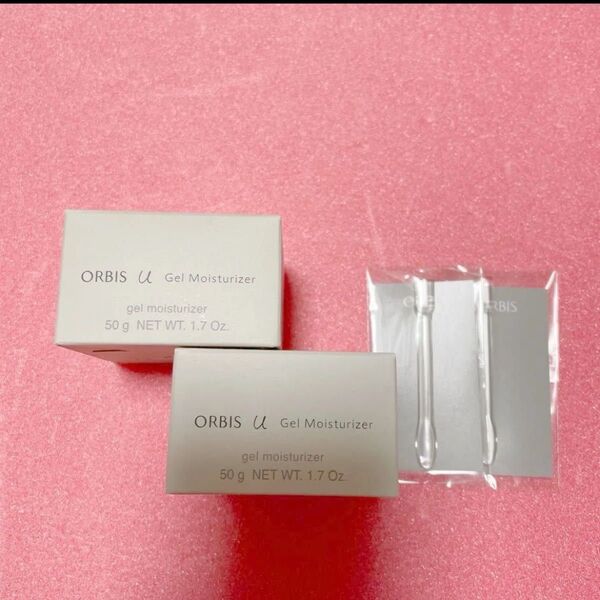 ORBIS u Gel Moisturizer
gel moisturizer
50 g NET WT. 1.7 Oz.
ORBIS u Gel Moisturizer
gel moisturizer
50 g NET WT. 1.7 Oz.
ORBIS